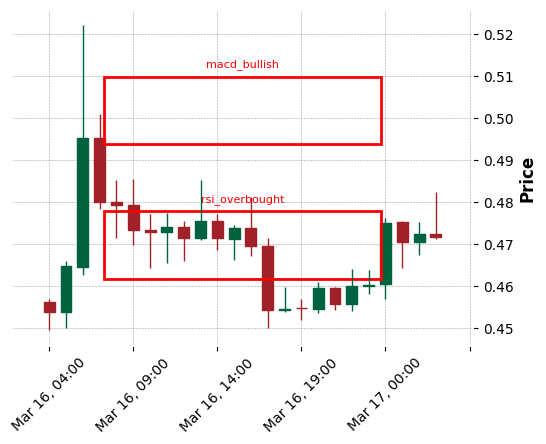 0.52
macd_bullish
0.51
0.50
0.49
rsi_overbought
0.48
0.47
0.46
0.45
Price
Mar 16, 04:00
Mar 16, 09:00
Mar 16, 14:00
Mar 16, 19:00
Mar 17, 00:00